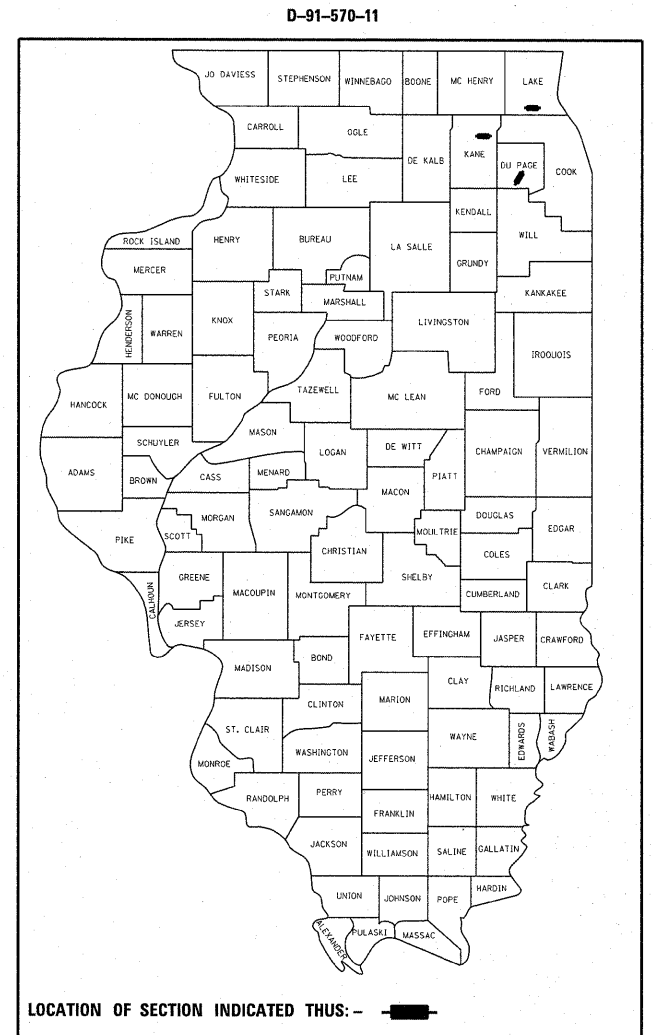 D-91-570-11
JO DAVIESS
STEPHENSON
WINNEBAGO
BOONE
MC HENRY
LAKE
CARROLL
OGLE
DE KALB
KANE
DU PAGE
COOK
WHITESIDE
LEE
KENDALL
ROCK ISLAND
HENRY
BUREAU
LA SALLE
WILL
MERCER
PUTNAM
GRUNDY
STARK
MARSHALL
KANKAKEE
HENDERSON
WARREN
KNOX
PEORIA
WOODFORD
LIVINGSTON
IROQUOIS
HANCOCK
MC DONOUGH
FULTON
TAZEWELL
MC LEAN
FORD
SCHUYLER
MASON
LOGAN
DE WITT
CHAMPAIGN
VERMILION
ADAMS
BROWN
CASS
MENARD
PIATT
MACON
MORGAN
SANGAMON
DOUGLAS
EDGAR
PIKE
SCOTT
CHRISTIAN
MOULTRIE
COLES
CALHOUN
GREENE
MACOUPIN
MONTGOMERY
SHELBY
CUMBERLAND
CLARK
JERSEY
FAYETTE
EFFINGHAM
JASPER
CRAWFORD
MADISON
BOND
CLAY
RICHLAND
LAWRENCE
CLINTON
MARION
ST. CLAIR
WAYNE
EDWARDS
WABASH
MONROE
WASHINGTON
JEFFERSON
RANDOLPH
PERRY
HAMILTON
WHITE
FRANKLIN
JACKSON
WILLIAMSON
SALINE
GALLATIN
UNION
JOHNSON
POPE
HARDIN
ALEXANDER
PULASKI
MASSAC
LOCATION OF SECTION INDICATED THUS: -